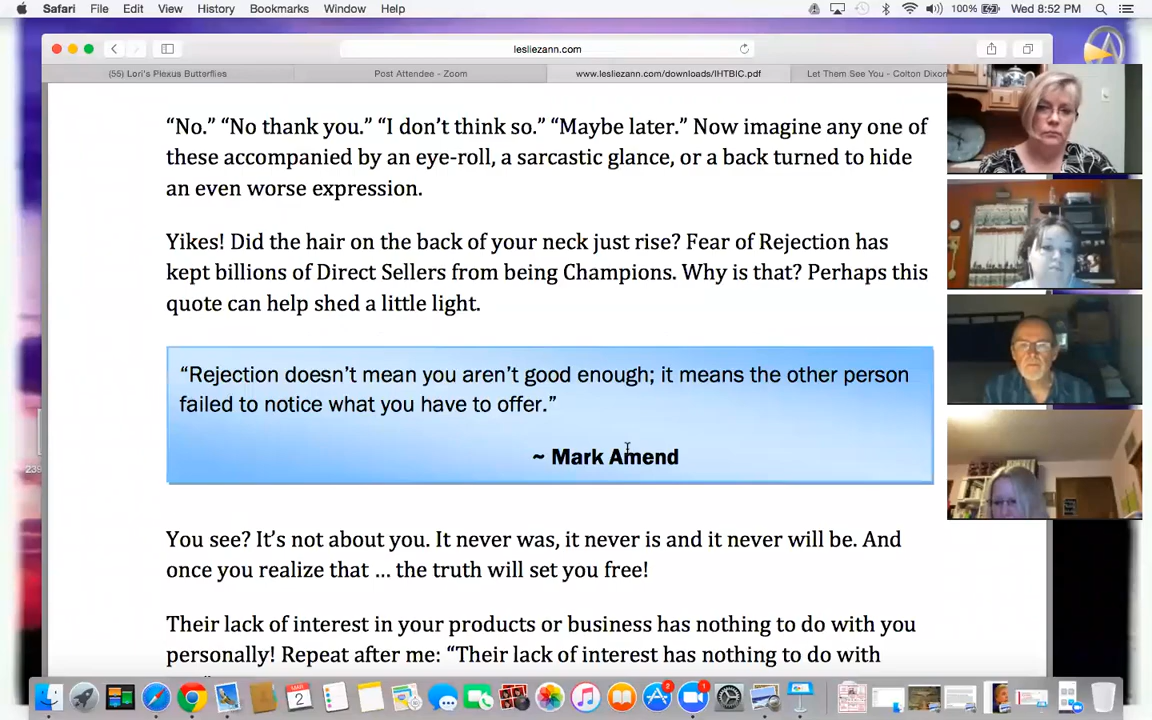 Safari File Edit View History Bookmarks Window Help 100% Wed 8:52 PM
lesliezann.com
(55) Lori's Plexus Butterflies Post Attendee - Zoom www.lesliezann.com/downloads/IHTBIC.pdf Let Them See You - Colton Dixon
“No.” “No thank you.” “I don’t think so.” “Maybe later.” Now imagine any one of
these accompanied by an eye-roll, a sarcastic glance, or a back turned to hide
an even worse expression.
Yikes! Did the hair on the back of your neck just rise? Fear of Rejection has
kept billions of Direct Sellers from being Champions. Why is that? Perhaps this
quote can help shed a little light.
“Rejection doesn’t mean you aren’t good enough; it means the other person
failed to notice what you have to offer.”
~ Mark Amend
You see? It’s not about you. It never was, it never is and it never will be. And
once you realize that … the truth will set you free!
Their lack of interest in your products or business has nothing to do with you
personally! Repeat after me: “Their lack of interest has nothing to do with